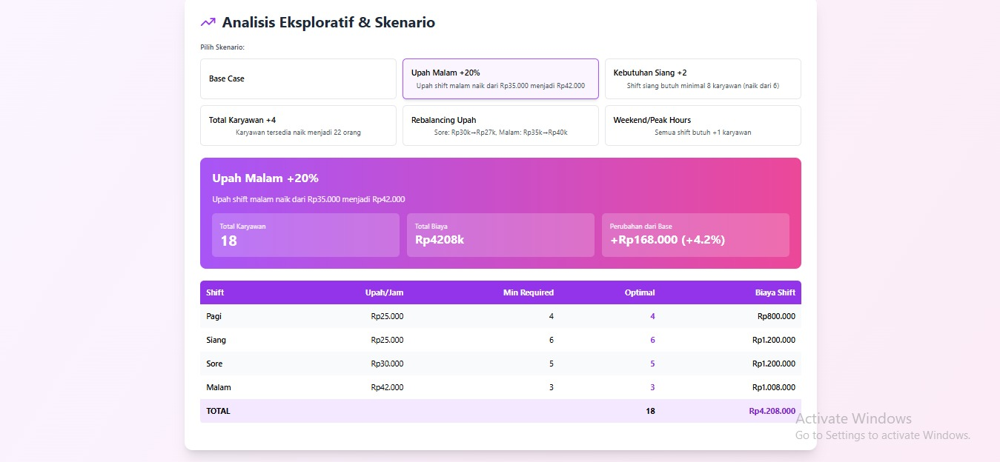 Analisis Eksploratif & Skenario
Pilih Skenario:
Base Case
Upah Malam +20%
Upah shift malam naik dari Rp35.000 menjadi Rp42.000
Kebutuhan Siang +2
Shift siang butuh minimal 8 karyawan (naik dari 6)
Total Karyawan +4
Karyawan tersedia naik menjadi 22 orang
Rebalancing Upah
Sore: Rp30k→Rp27k, Malam: Rp35k→Rp40k
Weekend/Peak Hours
Semua shift butuh +1 karyawan
Upah Malam +20%
Upah shift malam naik dari Rp35.000 menjadi Rp42.000
Total Karyawan
18
Total Biaya
Rp4208k
Perubahan dari Base
+Rp168.000 (+4.2%)
Shift Upah/Jam Min Required Optimal Biaya Shift
Pagi Rp25.000 4 4 Rp800.000
Siang Rp25.000 6 6 Rp1.200.000
Sore Rp30.000 5 5 Rp1.200.000
Malam Rp42.000 3 3 Rp1.008.000
TOTAL 18 Rp4.208.000
Activate Windows
Go to Settings to activate Windows.